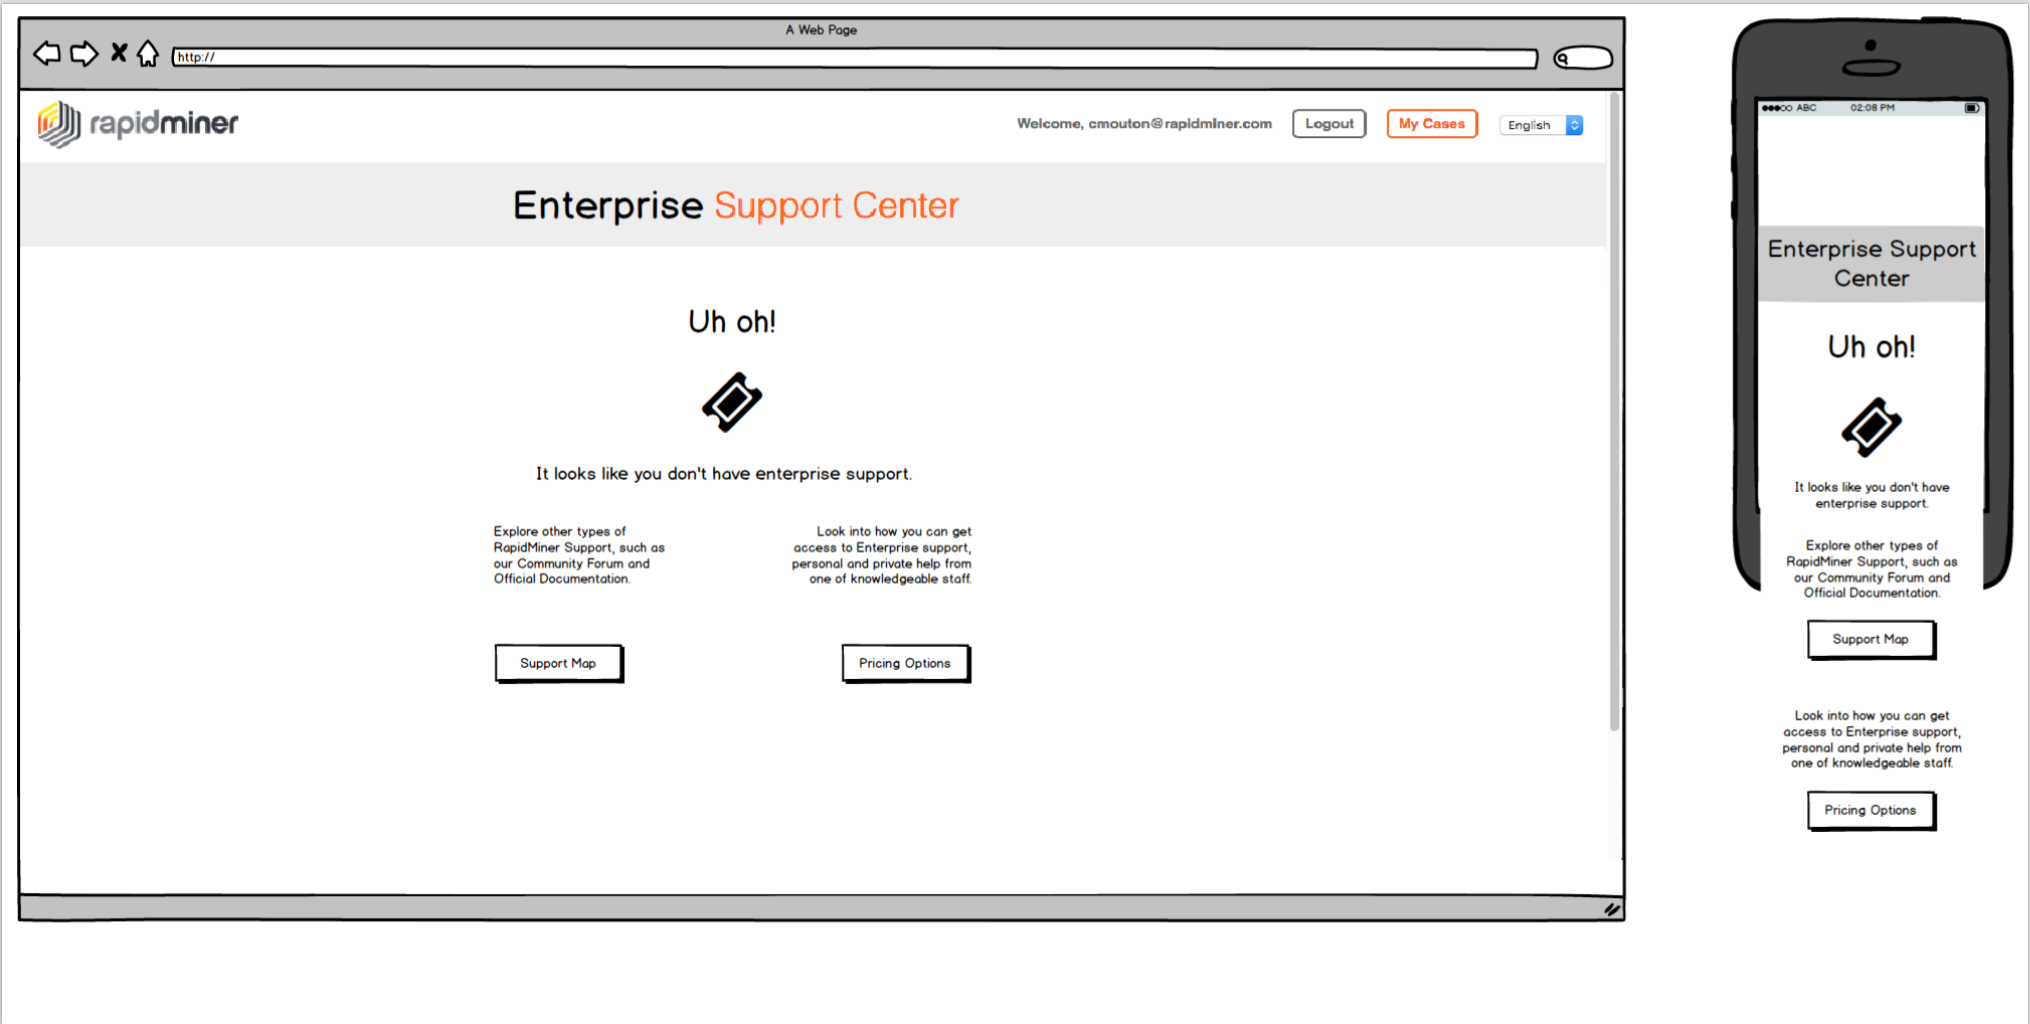 A Web Page
http://
rapidminer
Welcome, cmouton@rapidminer.com
Logout
My Cases
English
Enterprise Support Center
Uh oh!
It looks like you don't have enterprise support.
Explore other types of
RapidMiner Support, such as
our Community Forum and
Official Documentation.
Look into how you can get
access to Enterprise support,
personal and private help from
one of knowledgeable staff.
Support Map
Pricing Options
ABC
02:08 PM
Enterprise Support
Center
Uh oh!
It looks like you don't have
enterprise support.
Explore other types of
RapidMiner Support, such as
our Community Forum and
Official Documentation.
Support Map
Look into how you can get
access to Enterprise support,
personal and private help from
one of knowledgeable staff.
Pricing Options